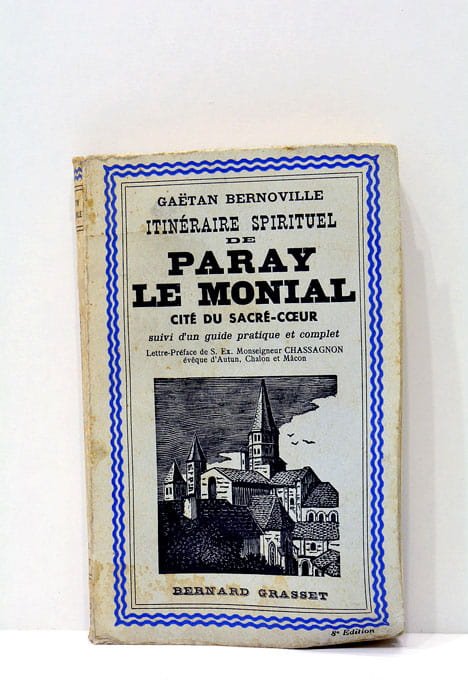 GAËTAN BERNOVILLE
ITINÉRAIRE SPIRITUEL
DE
PARAY
LE MONIAL
CITÉ DU SACRÉ-CŒUR
suivi d'un guide pratique et complet
Lettre-Préface de S. Ex. Monseigneur CHASSAGNON
évêque d'Autun, Chalon et Mâcon
BERNARD GRASSET
8e Edition